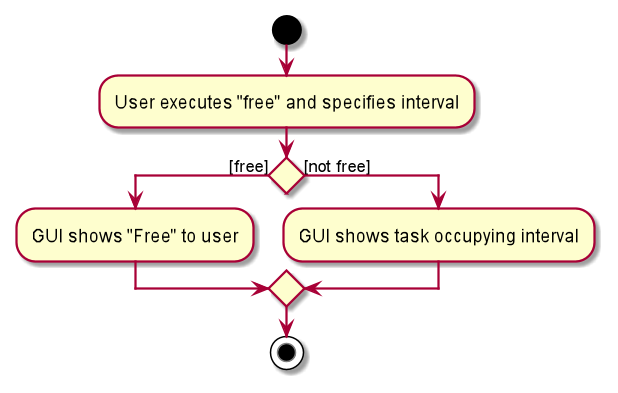 User executes "free" and specifies interval
[free]
[not free]
GUI shows "Free" to user
GUI shows task occupying interval